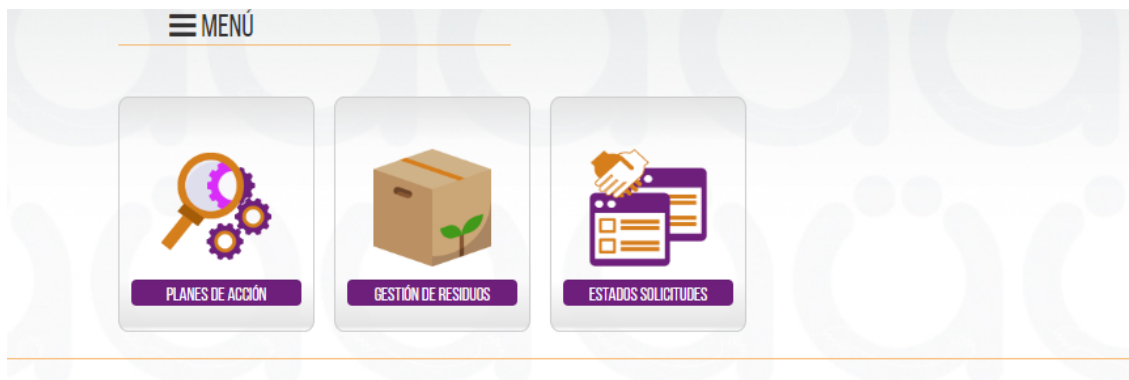 MENÚ
PLANES DE ACCIÓN
GESTIÓN DE RESIDUOS
ESTADOS SOLICITUDES